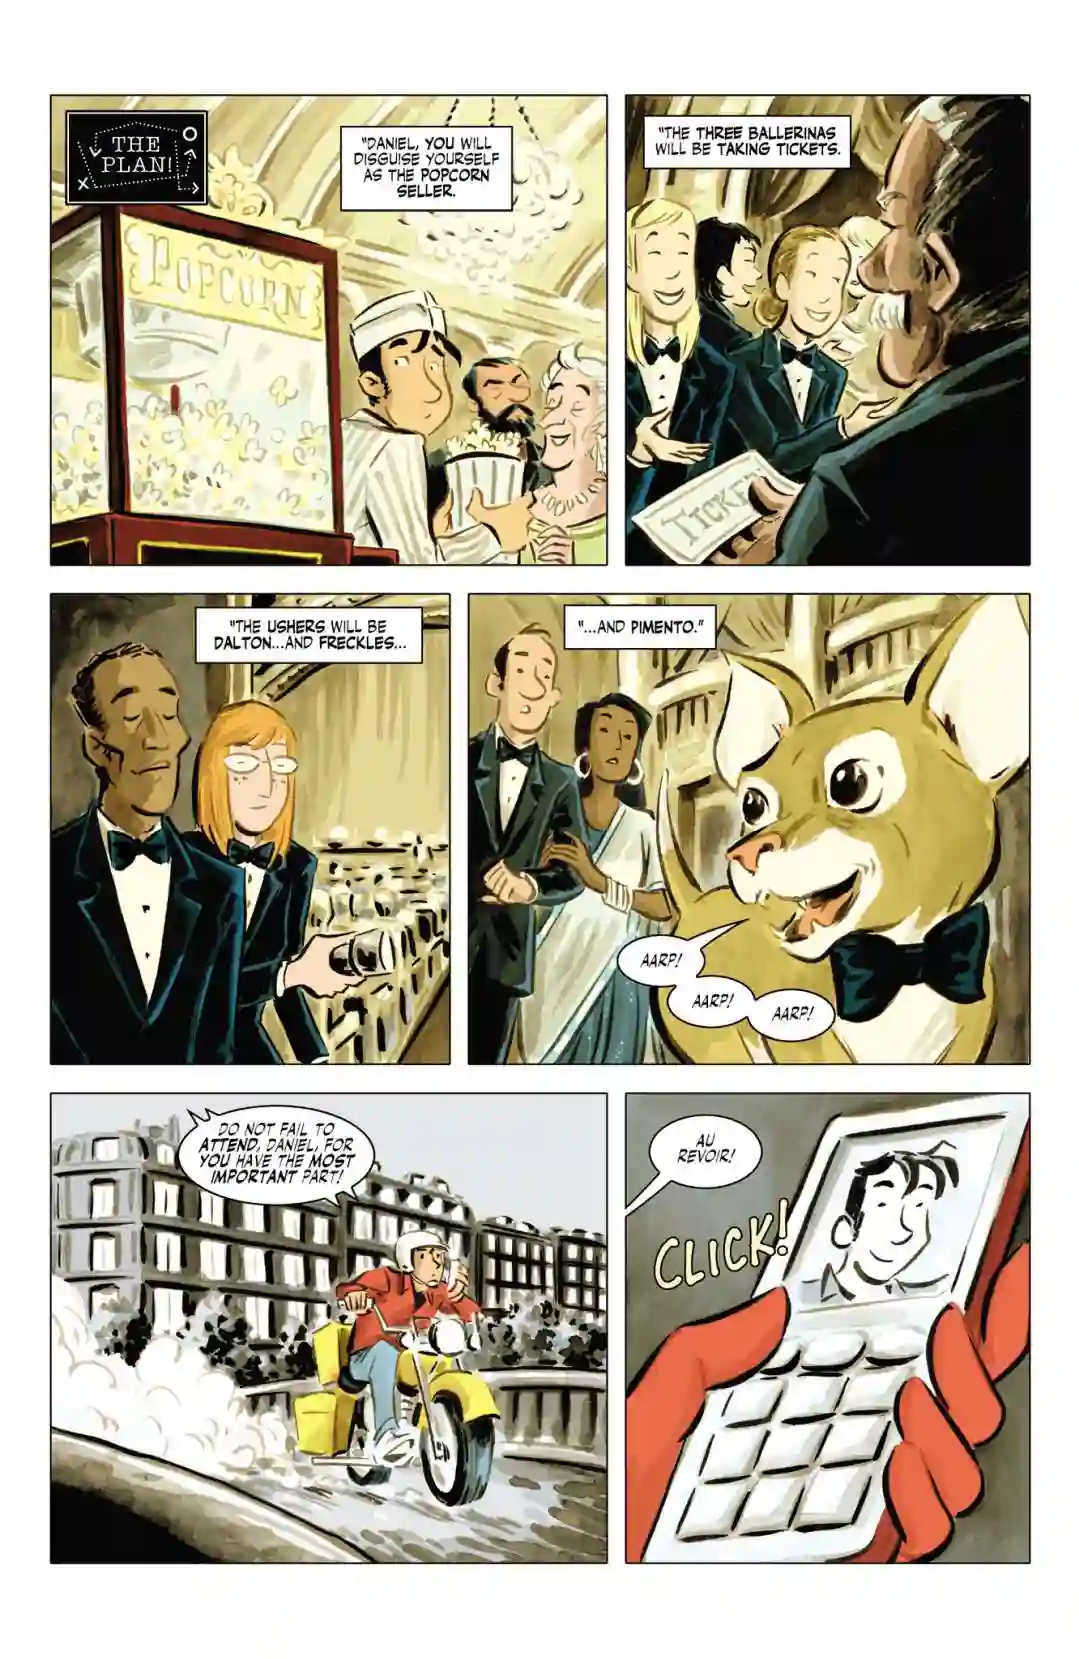 THE
PLAN!
"DANIEL, YOU WILL
DISGUISE YOURSELF
AS THE POPCORN
SELLER.
POPCORN
"THE THREE BALLERINAS
WILL BE TAKING TICKETS.
TICKE
"THE USHERS WILL BE
DALTON...AND FRECKLES...
"...AND PIMENTO."
AARP!
AARP!
AARP!
DO NOT FAIL TO
ATTEND, DANIEL, FOR
YOU HAVE THE MOST
IMPORTANT PART!
AU
REVOIR!
CLICK!